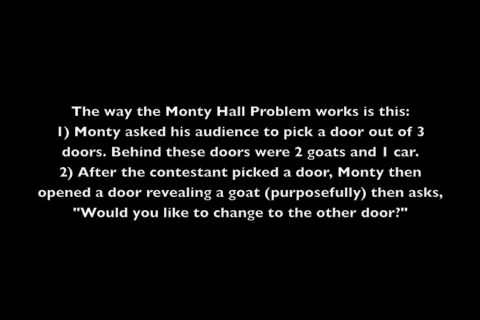 The way the Monty Hall Problem works is this:
1) Monty asked his audience to pick a door out of 3
doors. Behind these doors were 2 goats and 1 car.
2) After the contestant picked a door, Monty then
opened a door revealing a goat (purposefully) then asks,
"Would you like to change to the other door?"